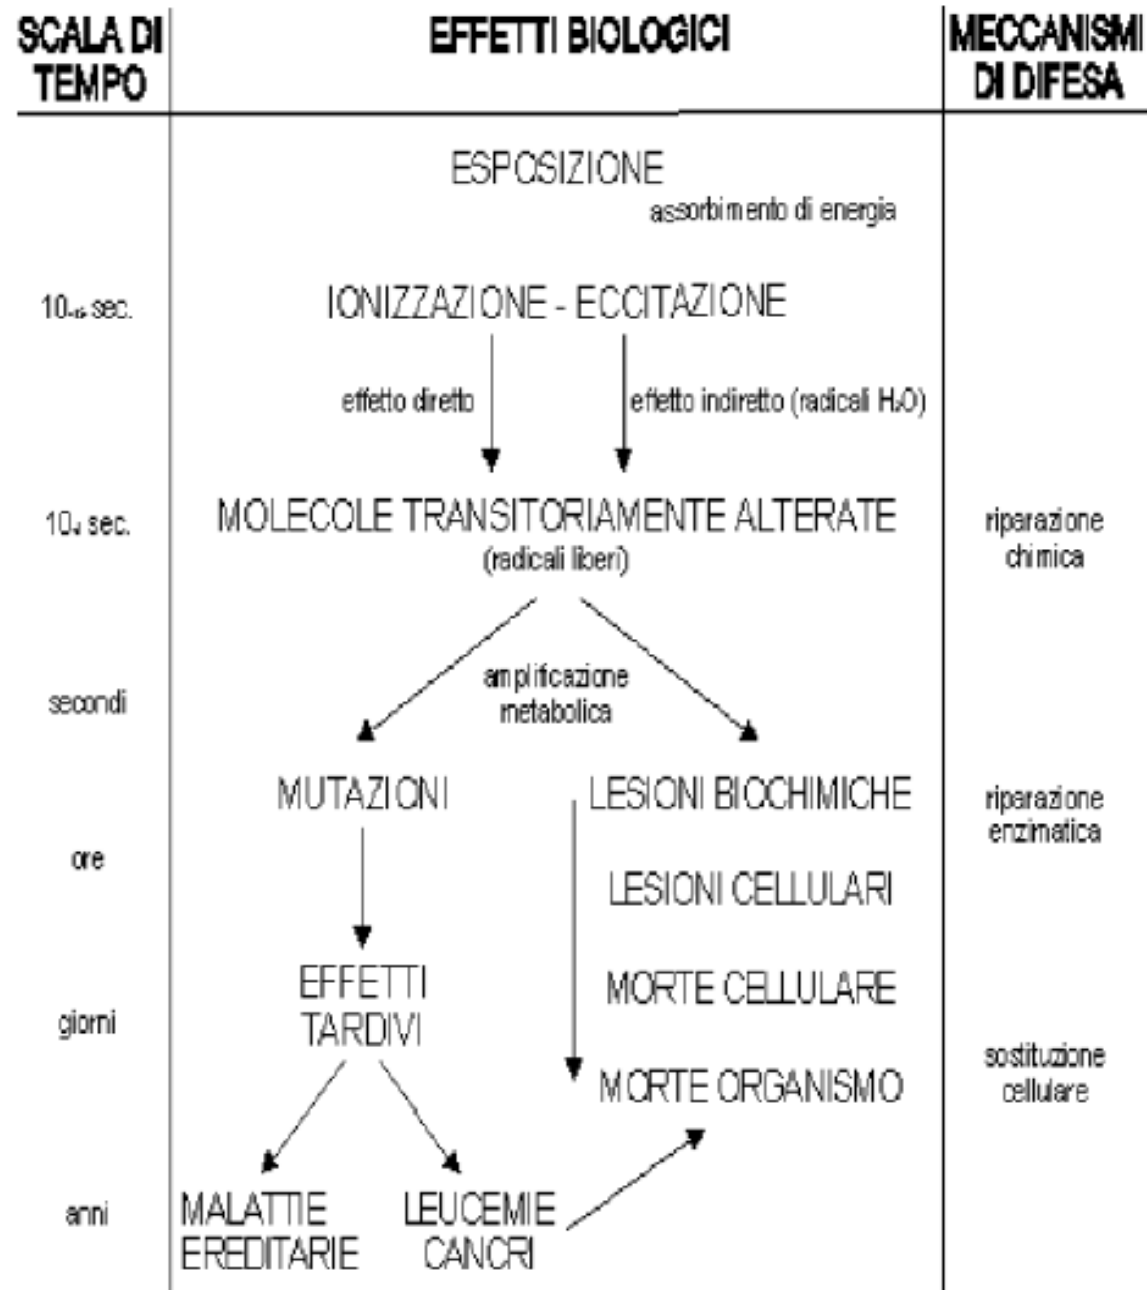 SCALA DI TEMPO
EFFETTI BIOLOGICI
MECCANISMI DI DIFESA
ESPOSIZIONE
assorbimento di energia
sec.
IONIZZAZIONE - ECCITAZIONE
effetto diretto
effetto indiretto (radicali H₂O)
sec.
MOLECOLE TRANSITORIAMENTE ALTERATE
(radicali liberi)
riparazione
chimica
secondi
amplificazione
metabolica
MUTAZIONI
LESIONI BIOCHIMICHE
riparazione
enzimatica
ore
LESIONI CELLULARI
EFFETTI
TARDIVI
MORTE CELLULARE
giorni
MORTE ORGANISMO
sostituzione
cellulare
anni
MALATTIE
EREDITARIE
LEUCEMIE
CANCRI